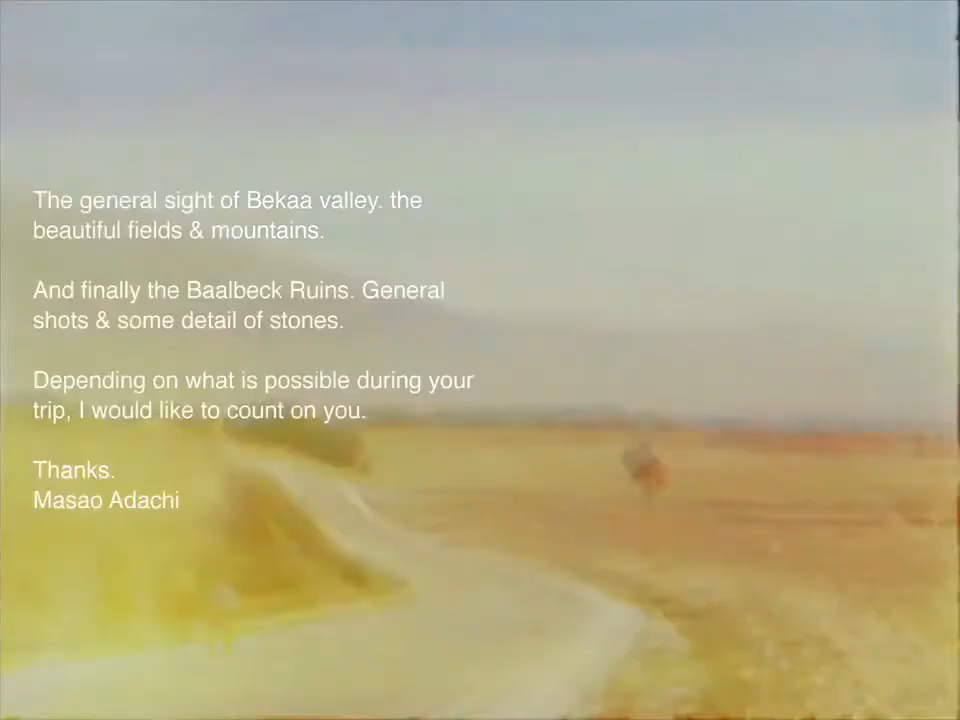 The general sight of Bekaa valley. the
beautiful fields & mountains.
And finally the Baalbeck Ruins. General
shots & some detail of stones.
Depending on what is possible during your
trip, I would like to count on you.
Thanks.
Masao Adachi